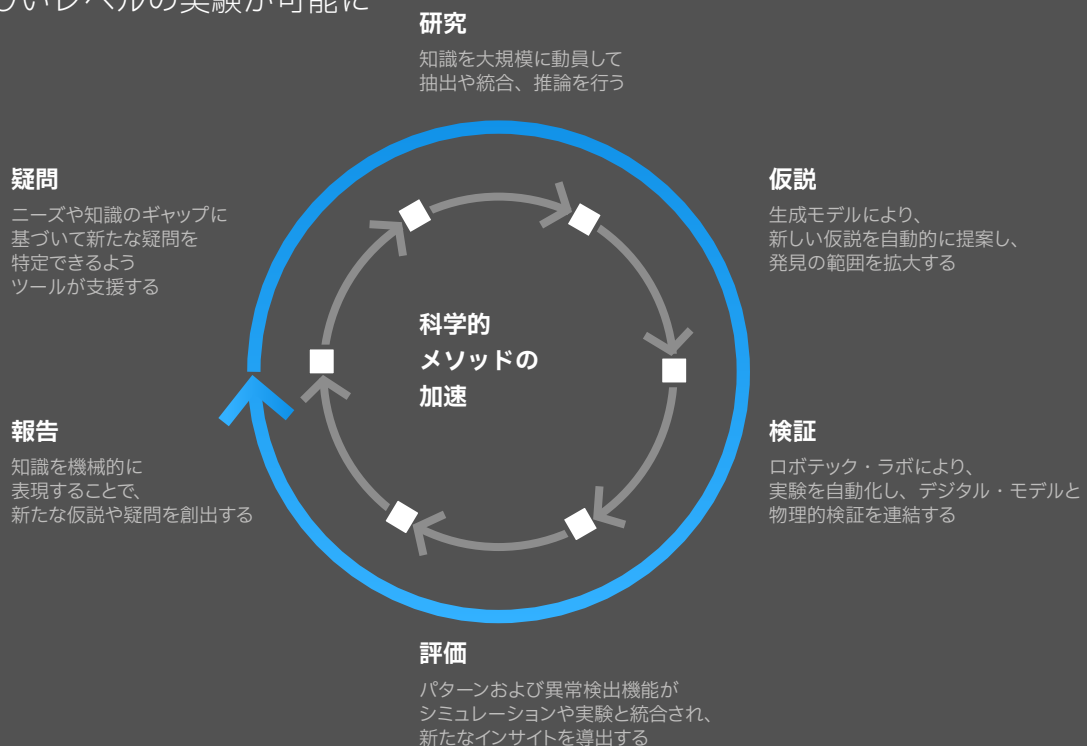 いレベルの実験が可能に
研究
知識を大規模に動員して
抽出や統合、推論を行う
疑問
ニーズや知識のギャップに
基づいて新たな疑問を
特定できるよう
ツールが支援する
仮説
生成モデルにより、
新しい仮説を自動的に提案し、
発見の範囲を拡大する
科学的
メソッドの
加速
報告
知識を機械的に
表現することで、
新たな仮説や疑問を創出する
検証
ロボテック・ラボにより、
実験を自動化し、デジタル・モデルと
物理的検証を連結する
評価
パターンおよび異常検出機能が
シミュレーションや実験と統合され、
新たなインサイトを導出する